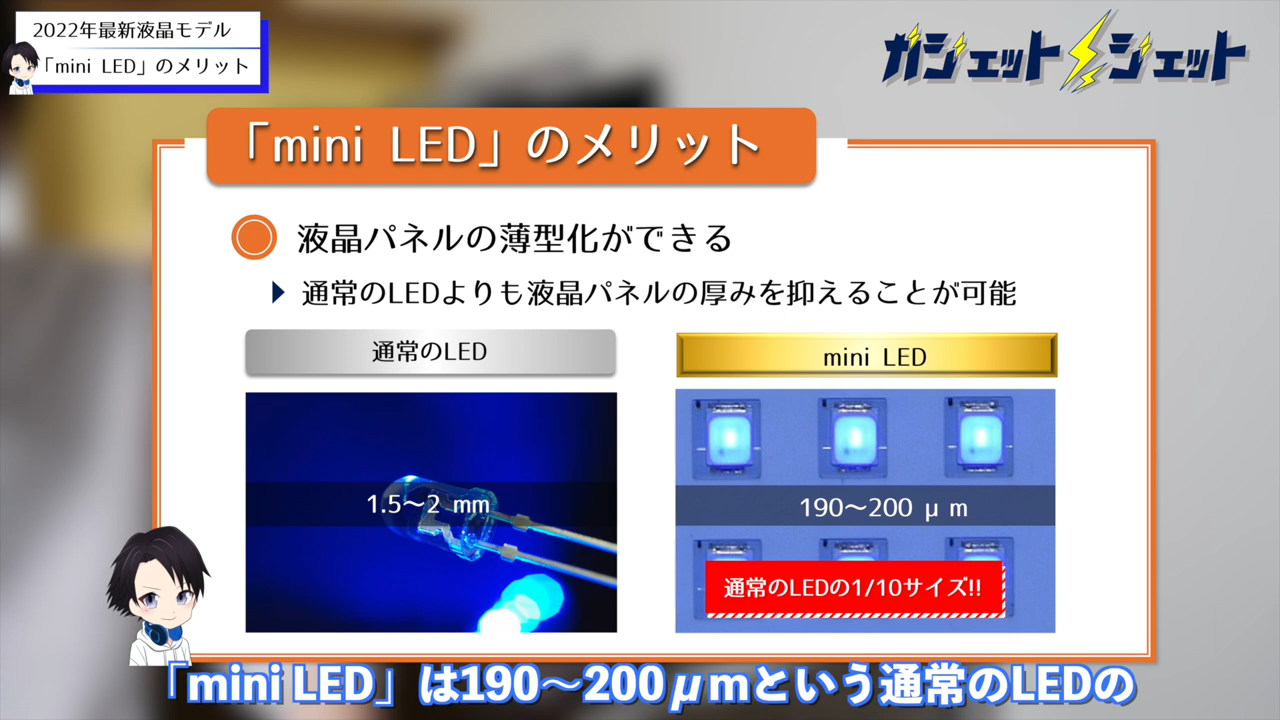 2022年最新液晶モデル
「mini LED」のメリット
ガジェットジェット
「mini LED」のメリット
液晶パネルの薄型化ができる
通常のLEDよりも液晶パネルの厚みを抑えることが可能
通常のLED
mini LED
1.5〜2 mm
190〜200 μm
通常のLEDの1/10サイズ!!
「mini LED」は190〜200μmという通常のLEDの